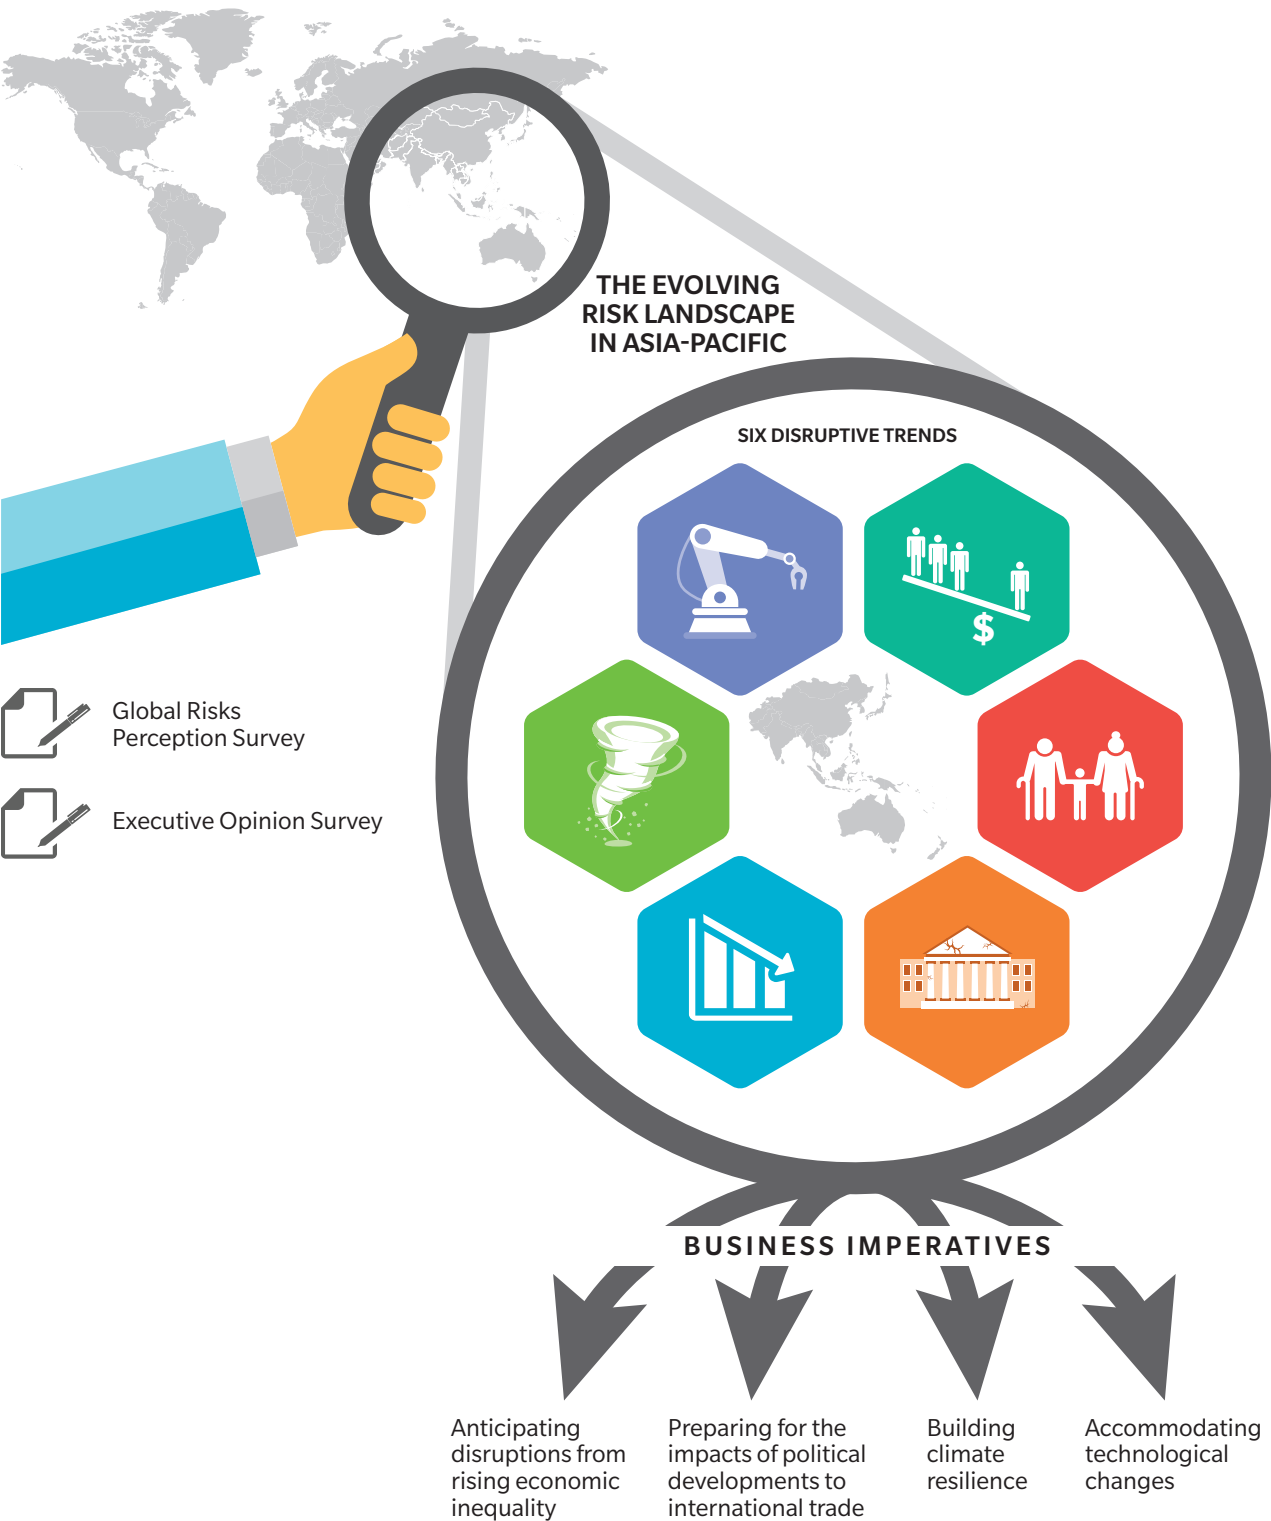 THE EVOLVING
RISK LANDSCAPE
IN ASIA-PACIFIC
SIX DISRUPTIVE TRENDS
$
Global Risks
Perception Survey
Executive Opinion Survey
BUSINESS IMPERATIVES
Anticipating
disruptions from
rising economic
inequality
Preparing for the
impacts of political
developments to
international trade
Building
climate
resilience
Accommodating
technological
changes